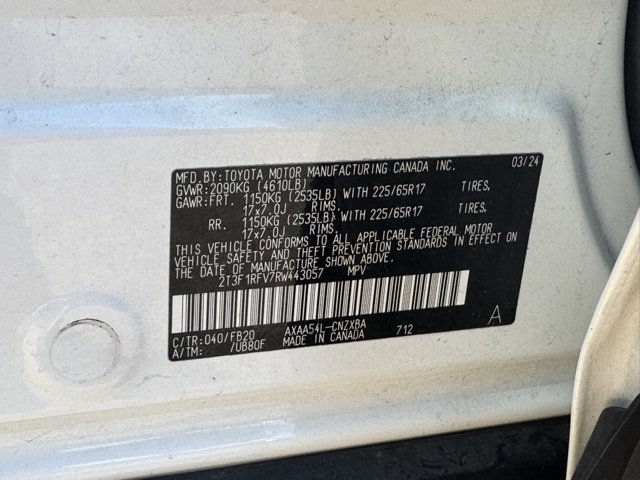 MFD. BY: TOYOTA MOTOR MANUFACTURING CANADA INC. 03/24
GVWR: 2090KG (4610LB)
GAWR: FRT. 1150KG (2535LB) WITH 225/65R17 TIRES,
17x7.0J RIMS.
RR. 1150KG (2535LB) WITH 225/65R17 TIRES,
17x7.0J RIMS.
THIS VEHICLE CONFORMS TO ALL APPLICABLE FEDERAL MOTOR
VEHICLE SAFETY AND THEFT PREVENTION STANDARDS IN EFFECT ON
THE DATE OF MANUFACTURE SHOWN ABOVE.
2T3F1RFV7RW443057 MPV
C/TR: 040/FB20 AXAA54L-CNZXBA 712 A
A/TM: /UB80F MADE IN CANADA